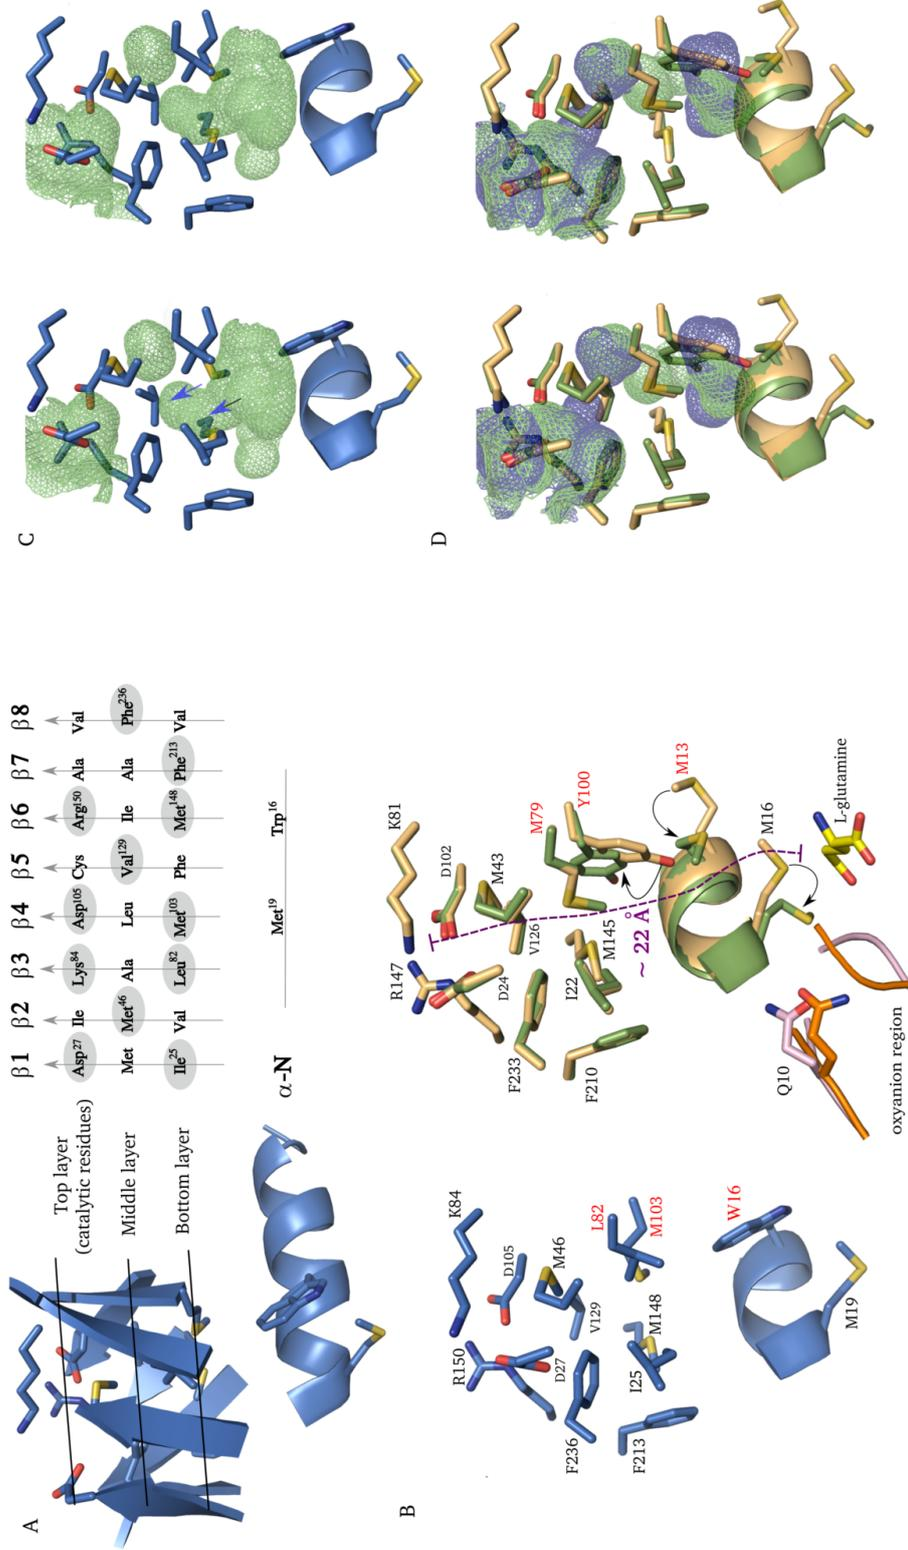 A
Top layer
(catalytic residues)
Middle layer
Bottom layer
β1 β2 β3 β4 β5 β6 β7 β8
Asp27 Ile Lys84 Asp105 Cys Arg150 Ala Val
Met Met46 Ala Leu Val129 Ile Ala Phe236
Ile25 Val Leu82 Met103 Phe Met148 Phe213 Val
α-N
Met19 Trp16
B
R150
K84
D105
D27
M46
F236
V129
L82
I25
M148
M103
F213
W16
M19
R147
K81
D102
D24
M43
F233
V126
M79
I22
M145
Y100
F210
~ 22 Å
M13
M16
Q10
L-glutamine
oxyanion region
C
D